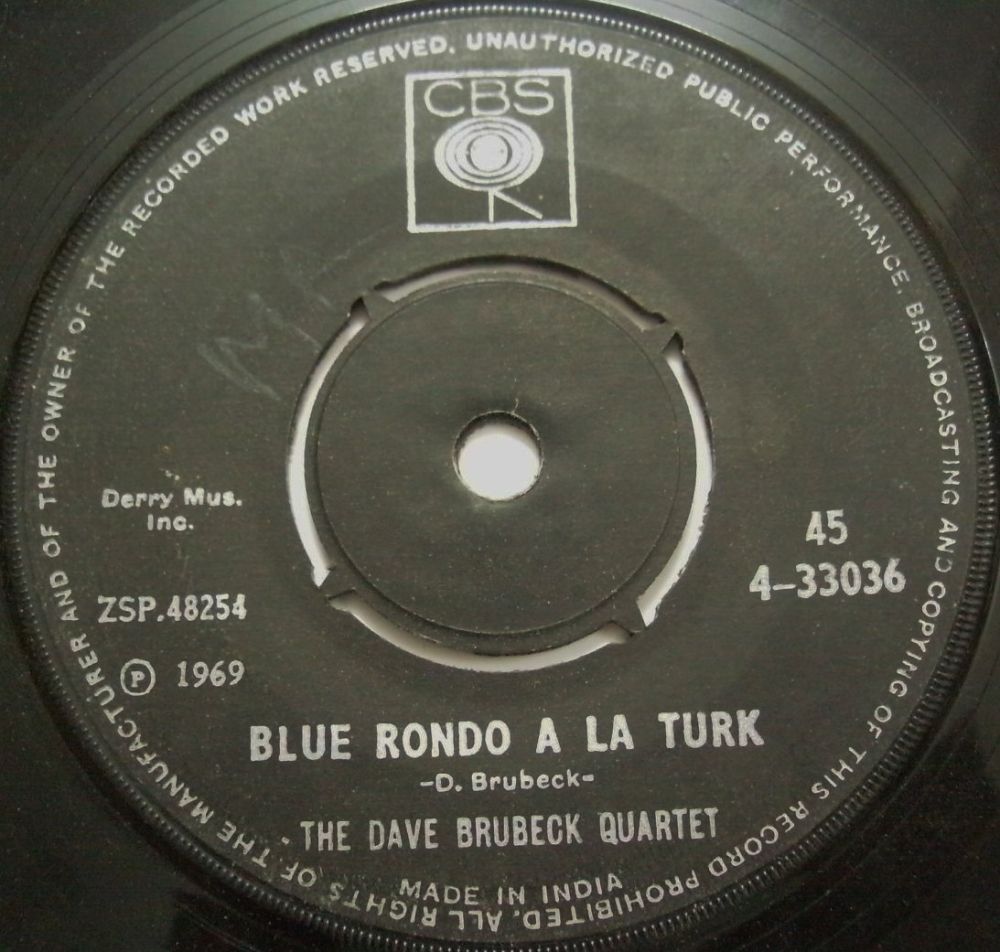 CBS
Derry Mus.
Inc.
ZSP.48254
Ⓟ 1969
45
4-33036
BLUE RONDO A LA TURK
-D. Brubeck-
- THE DAVE BRUBECK QUARTET
MADE IN INDIA
ALL RIGHTS OF THE MANUFACTURER AND OF THE OWNER OF THE RECORDED WORK RESERVED. UNAUTHORIZED PUBLIC PERFORMANCE. BROADCASTING AND COPYING OF THIS RECORD PROHIBITED.